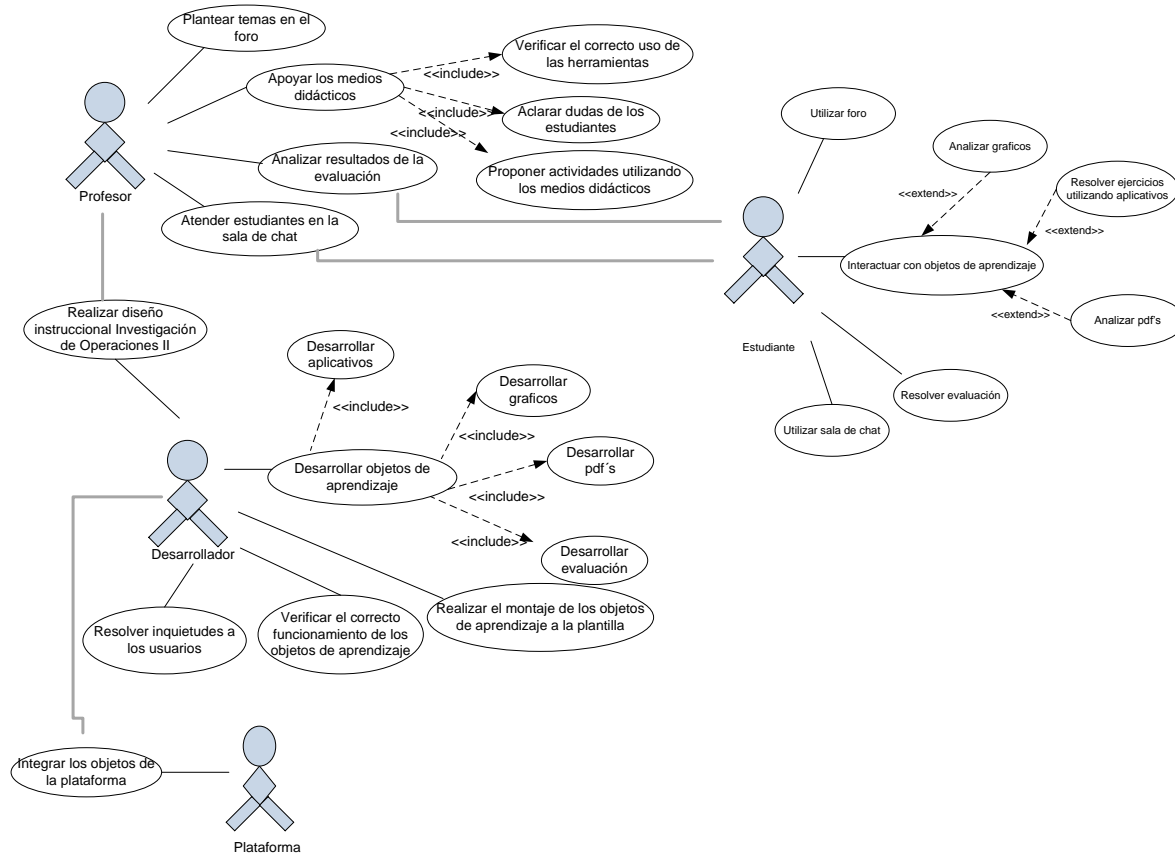 Plantear temas en el
foro
Apoyar los medios
didácticos
<<include>>
<<include>>
<<include>>
Verificar el correcto uso de
las herramientas
Aclarar dudas de los
estudiantes
Proponer actividades utilizando
los medios didácticos
Analizar resultados de la
evaluación
Profesor
Atender estudiantes en la
sala de chat
Utilizar foro
Analizar graficos
Resolver ejercicios
utilizando aplicativos
<<extend>>
<<extend>>
Interactuar con objetos de aprendizaje
<<extend>>
Analizar pdf's
Estudiante
Resolver evaluación
Utilizar sala de chat
Realizar diseño
instruccional Investigación
de Operaciones II
Desarrollar
aplicativos
<<include>>
Desarrollar
graficos
<<include>>
Desarrollar objetos de
aprendizaje
Desarrollar
pdf´s
<<include>>
<<include>>
Desarrollar
evaluación
Desarrollador
Resolver inquietudes a
los usuarios
Verificar el correcto
funcionamiento de los
objetos de aprendizaje
Realizar el montaje de los objetos
de aprendizaje a la plantilla
Integrar los objetos de
la plataforma
Plataforma